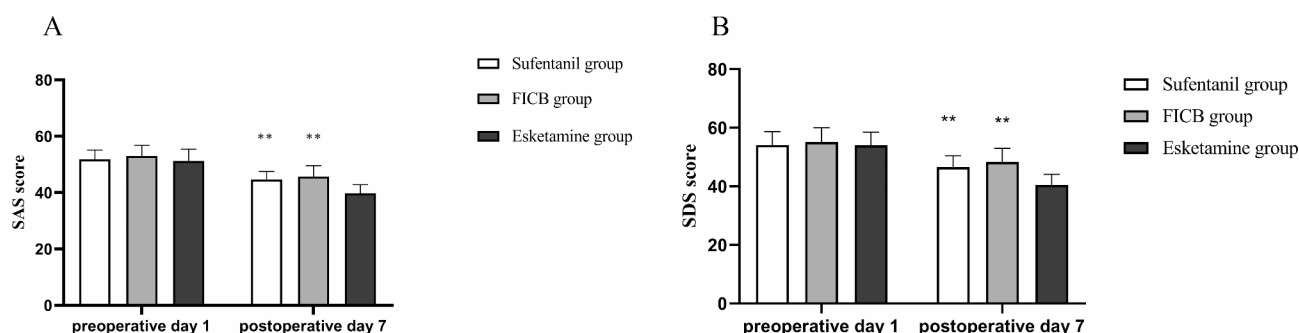 A
Sufentanil group
FICB group
Esketamine group
SAS score
80
60
40
20
0
** **
preoperative day 1 postoperative day 7
B
Sufentanil group
FICB group
Esketamine group
SDS score
80
60
40
20
0
** **
preoperative day 1 postoperative day 7